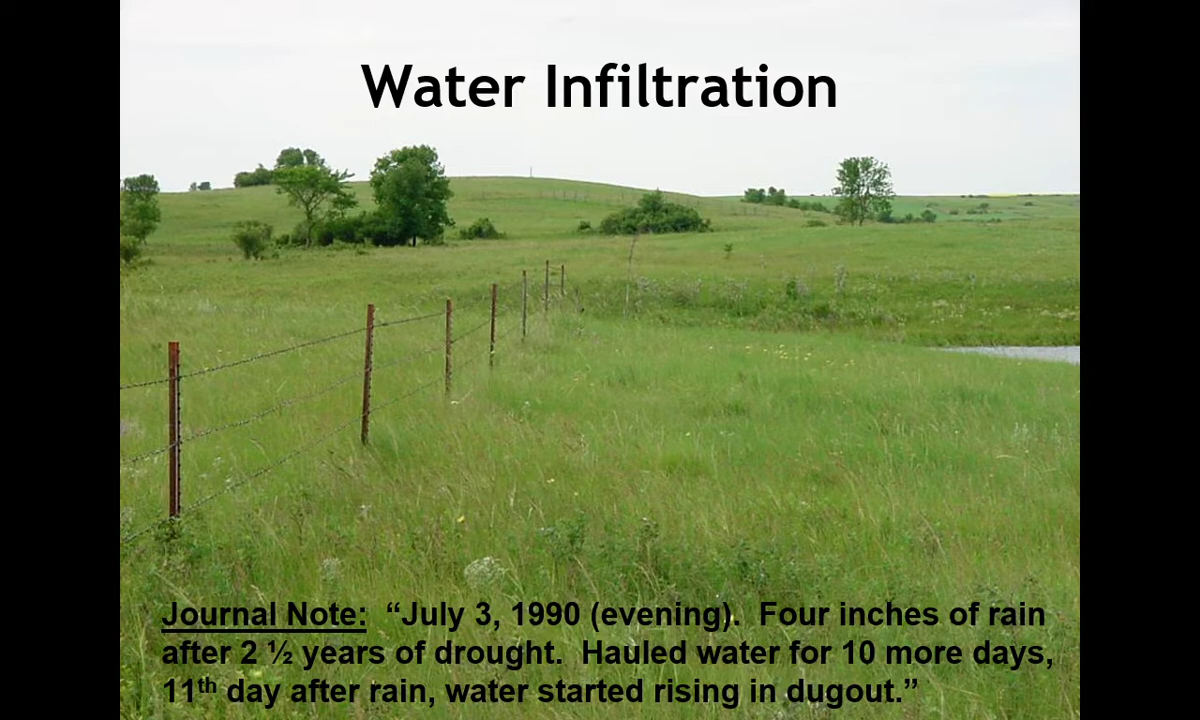 Water Infiltration
Journal Note:  “July 3, 1990 (evening).  Four inches of rain
after 2 ½ years of drought.  Hauled water for 10 more days,
11th day after rain, water started rising in dugout.”